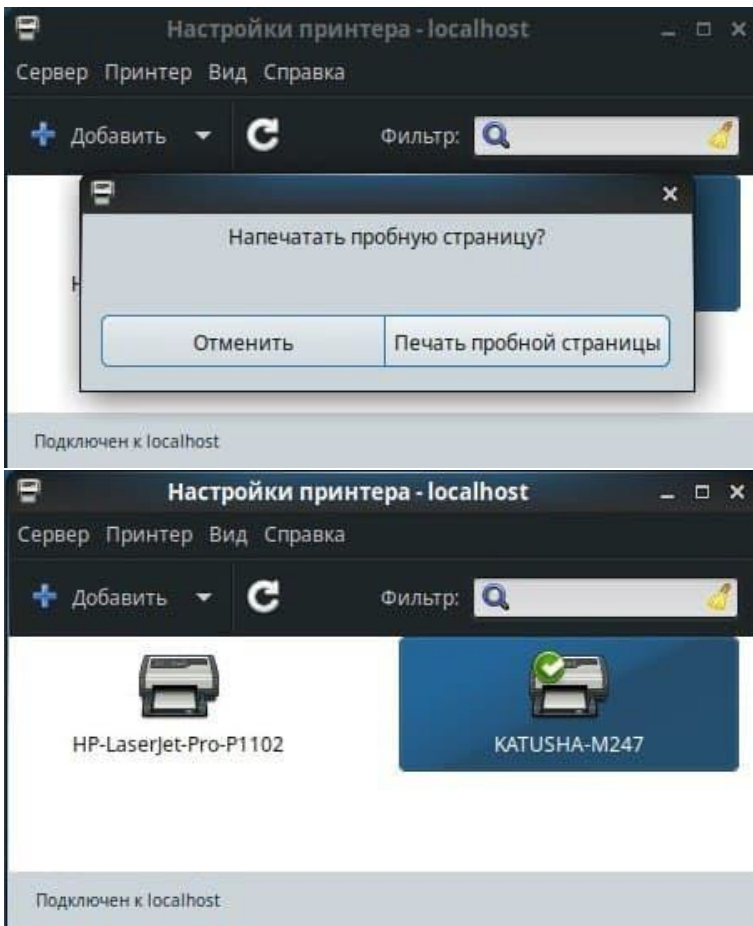 Настройки принтера - localhost
Сервер Принтер Вид Справка
Добавить Фильтр:
Напечатать пробную страницу?
Отменить Печать пробной страницы
Подключен к localhost
Настройки принтера - localhost
Сервер Принтер Вид Справка
Добавить Фильтр:
HP-LaserJet-Pro-P1102 KATUSHA-M247
Подключен к localhost